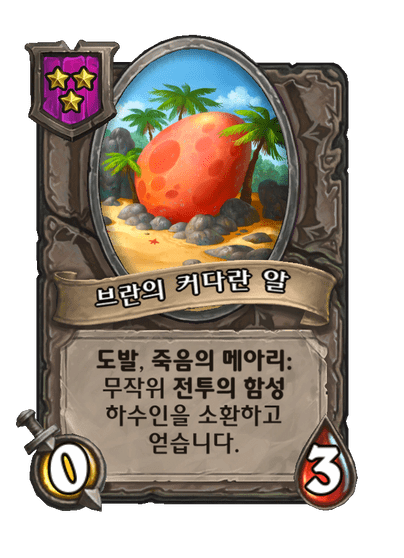 브란의 커다란 알
도발, 죽음의 메아리:
무작위 전투의 함성
하수인을 소환하고
얻습니다.
0
3